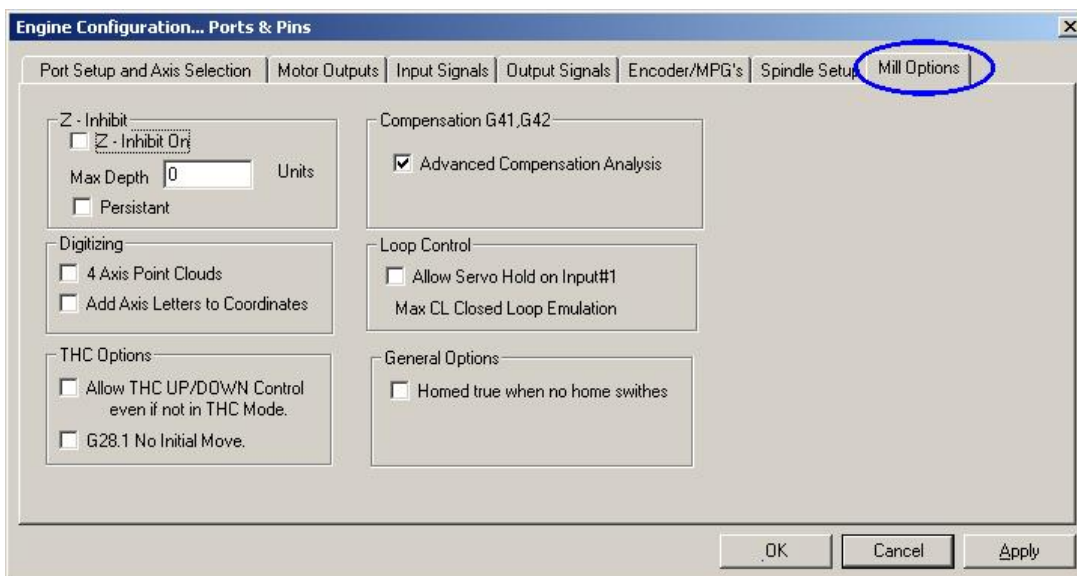 Engine Configuration... Ports & Pins
Port Setup and Axis Selection
Motor Outputs
Input Signals
Output Signals
Encoder/MPG's
Spindle Setup
Mill Options
Z - Inhibit
Z - Inhibit On
Max Depth 0 Units
Persistant
Digitizing
4 Axis Point Clouds
Add Axis Letters to Coordinates
THC Options
Allow THC UP/DOWN Control
even if not in THC Mode.
G28.1 No Initial Move.
Compensation G41,G42
Advanced Compensation Analysis
Loop Control
Allow Servo Hold on Input#1
Max CL Closed Loop Emulation
General Options
Homed true when no home swithes
OK
Cancel
Apply